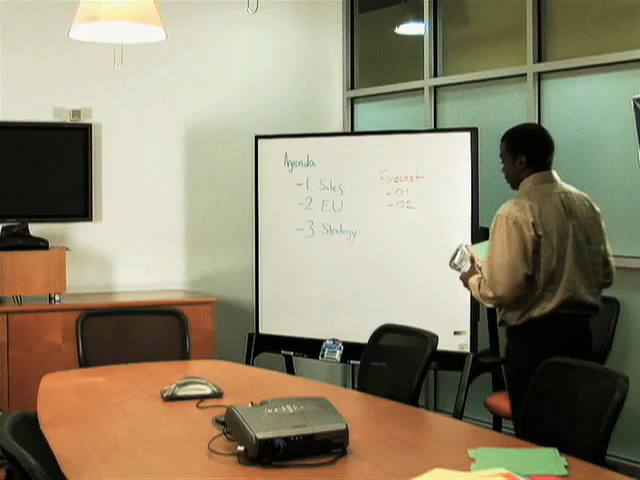 Agenda
-1 Sales
-2 EU
-3 Strategy
Forecast
-Q1
-Q2